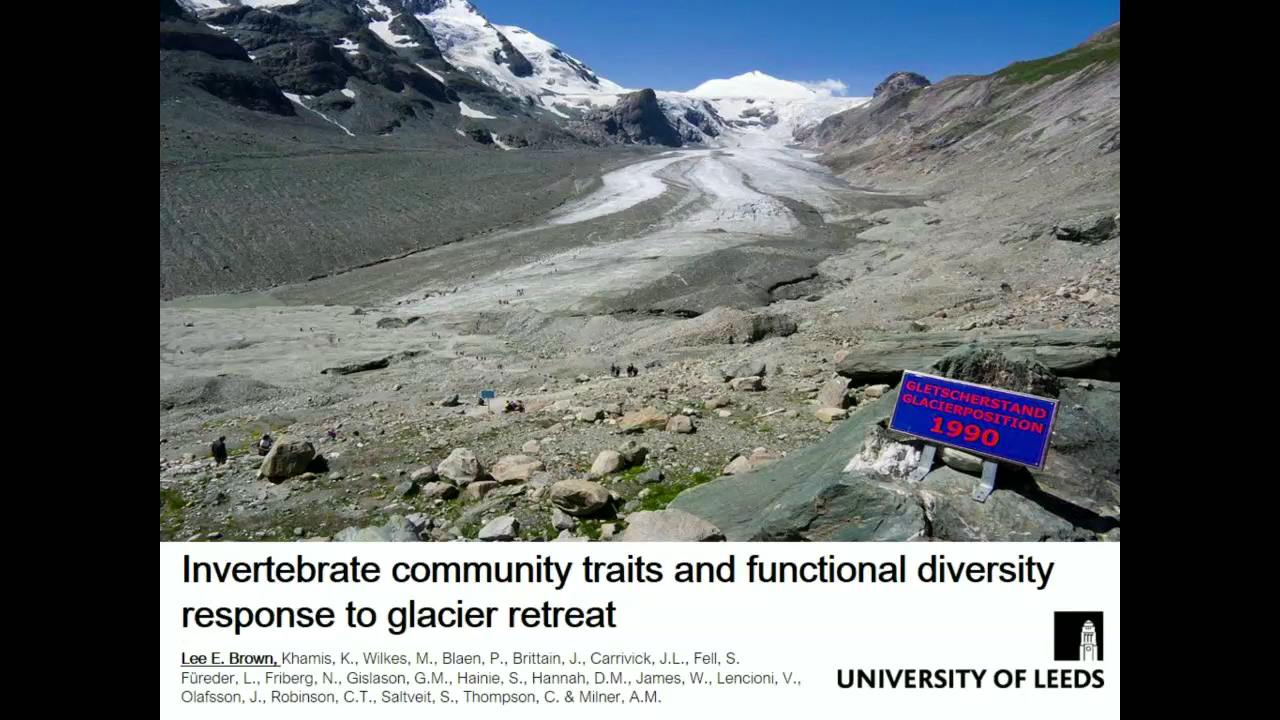 GLETSCHERSTAND
GLACIERPOSITION
1990
Invertebrate community traits and functional diversity
response to glacier retreat
Lee E. Brown, Khamis, K., Wilkes, M., Blaen, P., Brittain, J., Carrivick, J.L., Fell, S.
Füreder, L., Friberg, N., Gislason, G.M., Hainie, S., Hannah, D.M., James, W., Lencioni, V.,
Olafsson, J., Robinson, C.T., Saltveit, S., Thompson, C. & Milner, A.M.
UNIVERSITY OF LEEDS